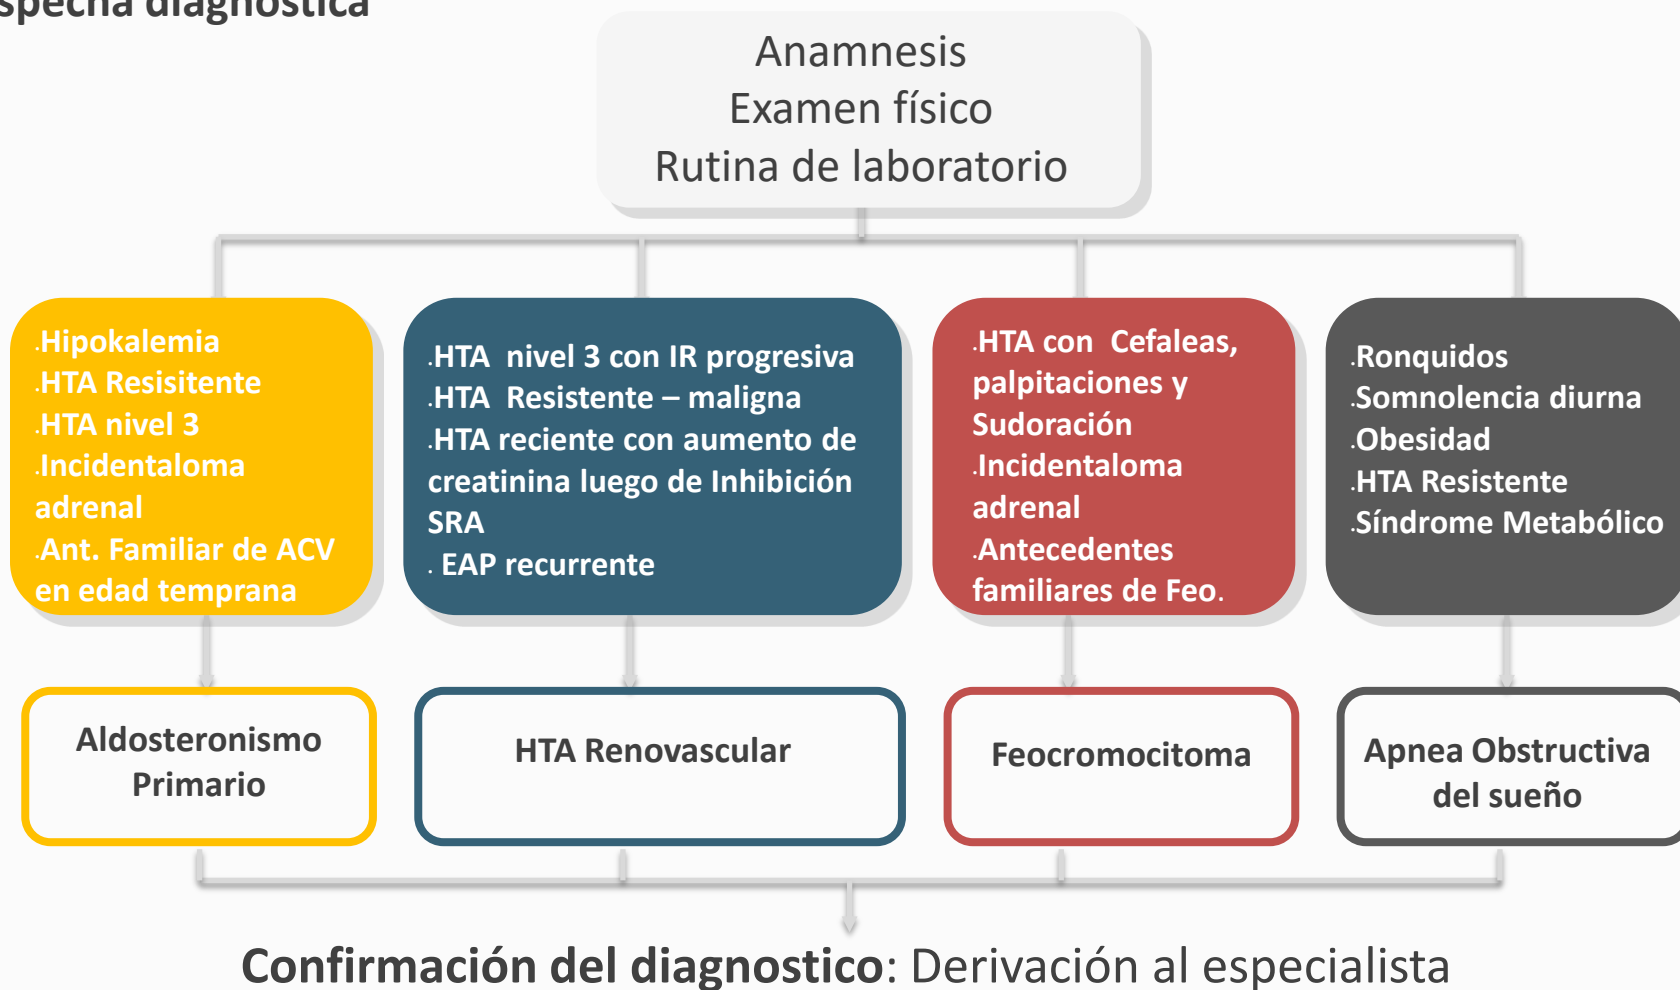 specha diagnostica
Anamnesis
Examen físico
Rutina de laboratorio
.Hipokalemia
.HTA Resisitente
.HTA nivel 3
.Incidentaloma
adrenal
.Ant. Familiar de ACV
en edad temprana
.HTA nivel 3 con IR progresiva
.HTA Resistente – maligna
.HTA reciente con aumento de
creatinina luego de Inhibición
SRA
. EAP recurrente
.HTA con Cefaleas,
palpitaciones y
Sudoración
.Incidentaloma
adrenal
.Antecedentes
familiares de Feo.
.Ronquidos
.Somnolencia diurna
.Obesidad
.HTA Resistente
.Síndrome Metabólico
Aldosteronismo
Primario
HTA Renovascular
Feocromocitoma
Apnea Obstructiva
del sueño
Confirmación del diagnostico: Derivación al especialista